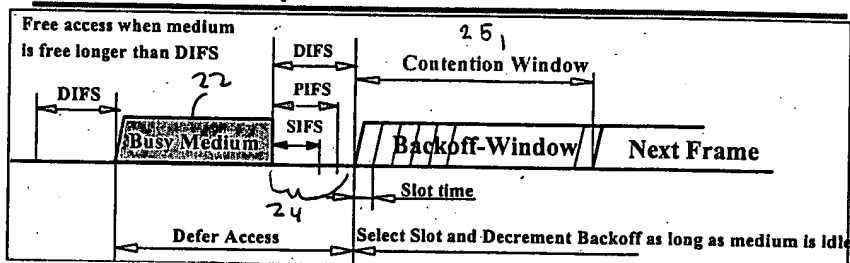 Free access when medium
is free longer than DIFS
DIFS
25,
Contention Window
DIFS
22
PIFS
SIFS
Busy Medium
Backoff-Window
Next Frame
Slot time
24
Defer Access
Select Slot and Decrement Backoff as long as medium is idle